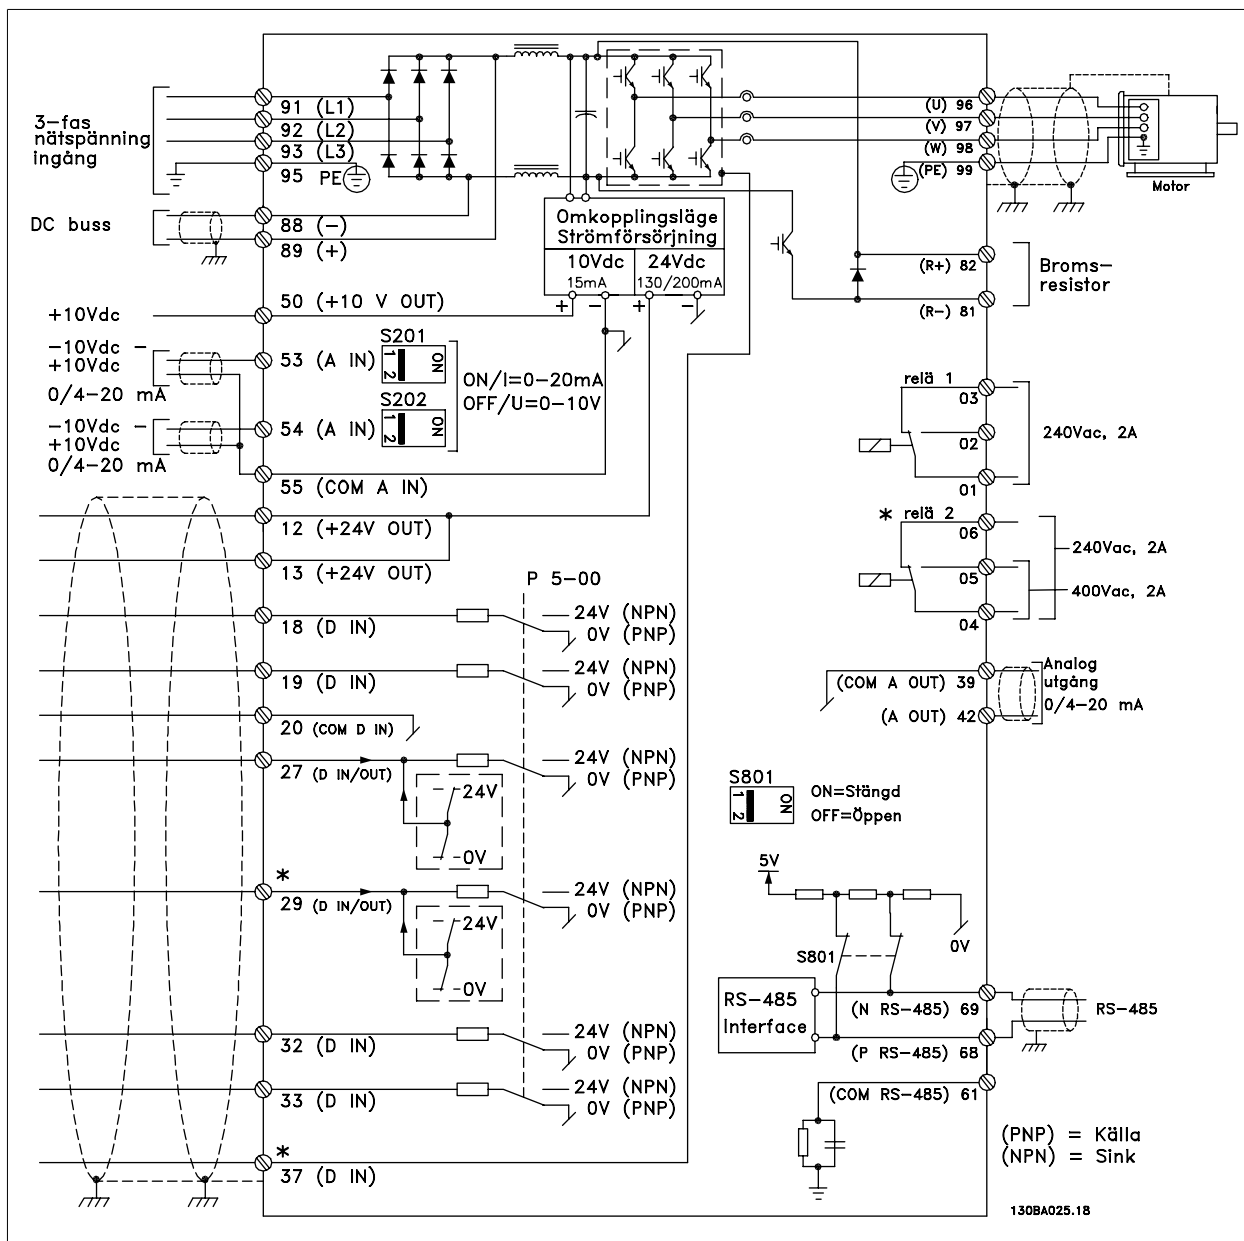 3-fas
nätspänning
ingång
91 (L1)
92 (L2)
93 (L3)
95 PE
DC buss
88 (-)
89 (+)
+10Vdc
50 (+10 V OUT)
-10Vdc -
+10Vdc
0/4-20 mA
53 (A IN)
S201
1 2
ON
-10Vdc -
+10Vdc
0/4-20 mA
54 (A IN)
S202
1 2
ON
ON/I=0-20mA
OFF/U=0-10V
55 (COM A IN)
12 (+24V OUT)
13 (+24V OUT)
P 5-00
18 (D IN)
24V (NPN)
0V (PNP)
19 (D IN)
24V (NPN)
0V (PNP)
20 (COM D IN)
27 (D IN/OUT)
24V (NPN)
0V (PNP)
24V
0V
*
29 (D IN/OUT)
24V (NPN)
0V (PNP)
24V
0V
32 (D IN)
24V (NPN)
0V (PNP)
33 (D IN)
24V (NPN)
0V (PNP)
*
37 (D IN)
Omkopplingsläge
Strömförsörjning
10Vdc
15mA
24Vdc
130/200mA
+ - + -
(U) 96
(V) 97
(W) 98
(PE) 99
Motor
(R+) 82
(R-) 81
Broms-
resistor
relä 1
03
02
01
240Vac, 2A
* relä 2
06
05
04
240Vac, 2A
400Vac, 2A
(COM A OUT) 39
(A OUT) 42
Analog
utgång
0/4-20 mA
S801
1 2
ON
ON=Stängd
OFF=Öppen
5V
0V
S801
RS-485
Interface
(N RS-485) 69
(P RS-485) 68
RS-485
(COM RS-485) 61
(PNP) = Källa
(NPN) = Sink
130BA025.18